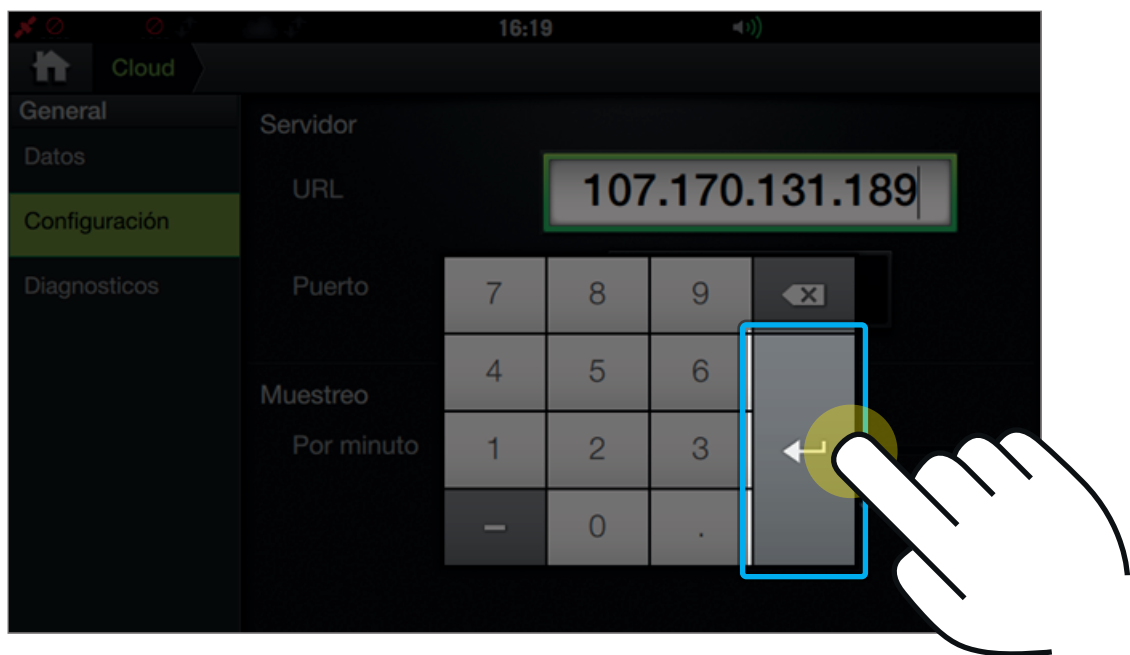 16:19
Cloud
General
Datos
Configuración
Diagnosticos
Servidor
URL
107.170.131.189
Puerto
7 8 9
4 5 6
1 2 3
- 0 .
Muestreo
Por minuto